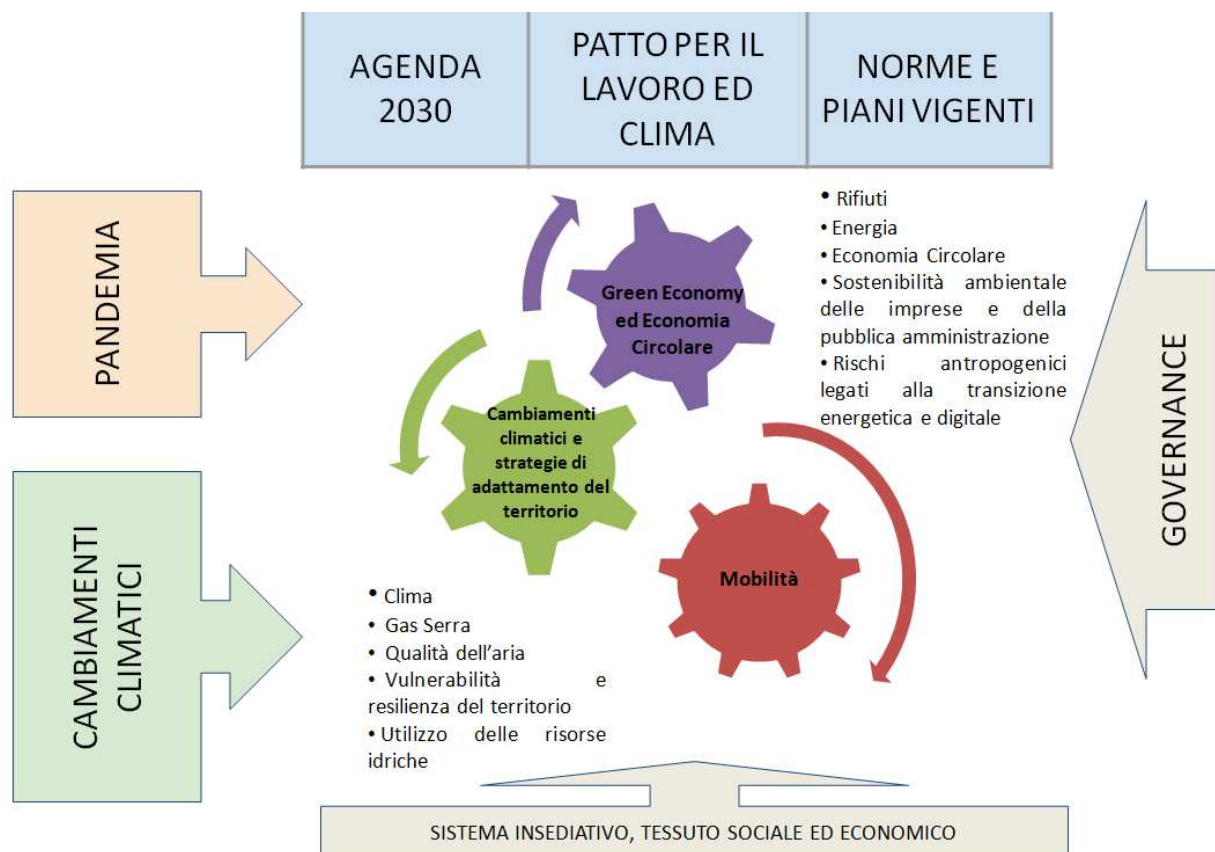 AGENDA
2030
PATTO PER IL
LAVORO ED
CLIMA
NORME E
PIANI VIGENTI
PANDEMIA
CAMBIAMENTI
CLIMATICI
Green Economy
ed Economia
Circolare
• Rifiuti
• Energia
• Economia Circolare
• Sostenibilità ambientale
delle imprese e della
pubblica amministrazione
• Rischi antropogenici
legati alla transizione
energetica e digitale
Cambiamenti
climatici e
strategie di
adattamento del
territorio
Mobilità
• Clima
• Gas Serra
• Qualità dell'aria
• Vulnerabilità e
resilienza del territorio
• Utilizzo delle risorse
idriche
GOVERNANCE
SISTEMA INSEDIATIVO, TESSUTO SOCIALE ED ECONOMICO